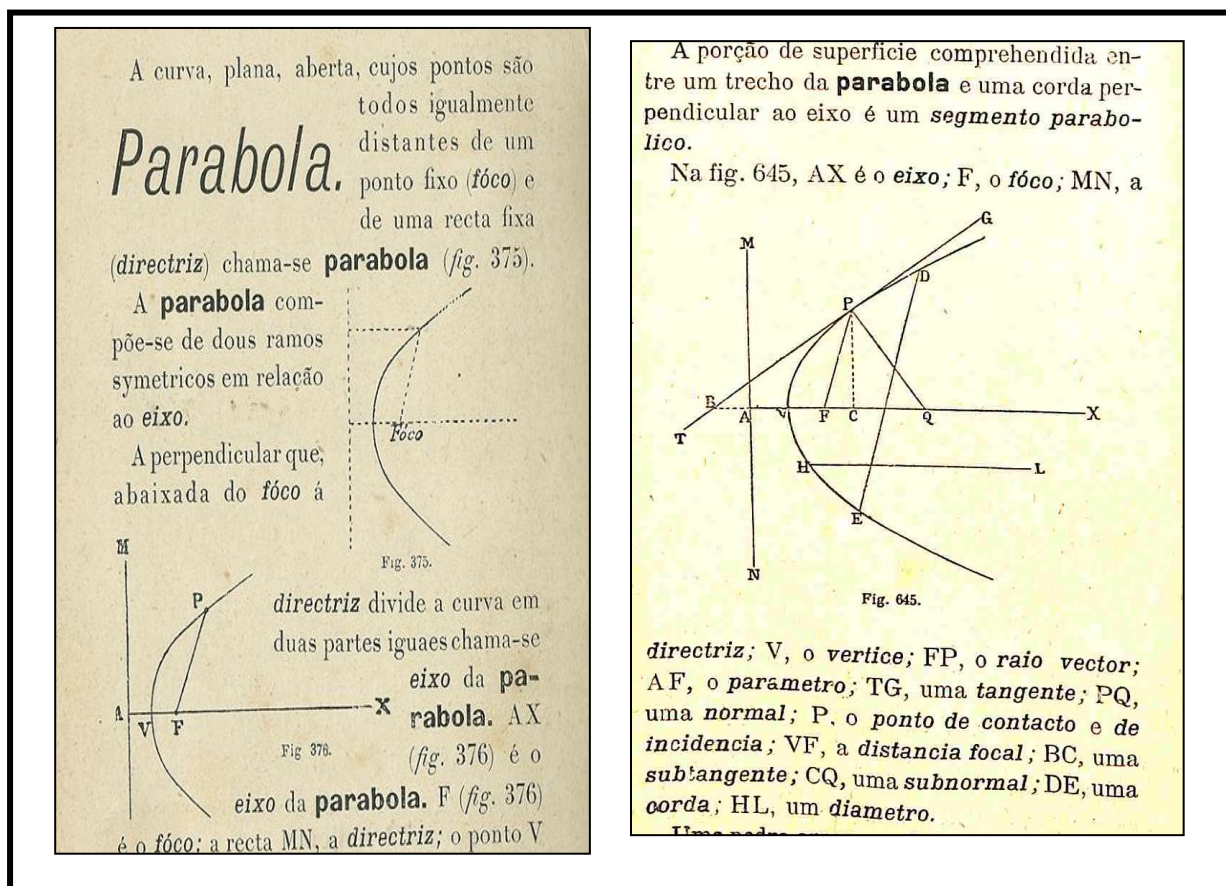 A curva, plana, aberta, cujos pontos são
todos igualmente
distantes de um
Parabola.
ponto fixo (fóco) e
de uma recta fixa
(directriz) chama-se parabola (fig. 375).
A parabola com-
põe-se de dous ramos
symetricos em relação
ao eixo.
A perpendicular que,
abaixada do fóco á
Fóco
Fig. 375.
M
P
A
V
F
X
Fig 376.
directriz divide a curva em
duas partes iguaes chama-se
eixo da pa-
rabola. AX
(fig. 376) é o
eixo da parabola. F (fig. 376)
é o fóco; a recta MN, a directriz; o ponto V
A porção de superficie comprehendida en-
tre um trecho da parabola e uma corda per-
pendicular ao eixo é um segmento parabo-
lico.
Na fig. 645, AX é o eixo; F, o fóco; MN, a
G
M
D
P
B
A
V
F
C
Q
X
T
H
L
E
N
Fig. 645.
directriz; V, o vertice; FP, o raio vector;
AF, o parametro; TG, uma tangente; PQ,
uma normal; P, o ponto de contacto e de
incidencia; VF, a distancia focal; BC, uma
subtangente; CQ, uma subnormal; DE, uma
corda; HL, um diametro.